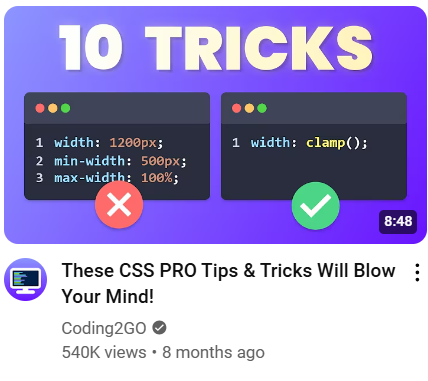 10 TRICKS
1 width: 1200px;
2 min-width: 500px;
3 max-width: 100%;
1 width: clamp();
8:48
These CSS PRO Tips & Tricks Will Blow
Your Mind!
Coding2GO
540K views • 8 months ago